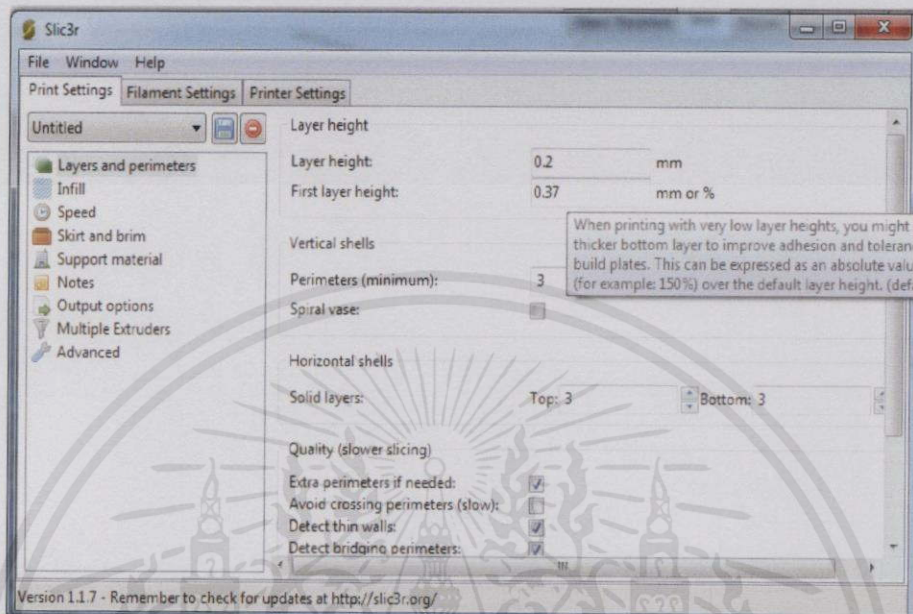 Slic3r
File Window Help
Print Settings Filament Settings Printer Settings
Untitled
Layers and perimeters
Infill
Speed
Skirt and brim
Support material
Notes
Output options
Multiple Extruders
Advanced
Layer height
Layer height: 0.2 mm
First layer height: 0.37 mm or %
When printing with very low layer heights, you might
thicker bottom layer to improve adhesion and toleran
build plates. This can be expressed as an absolute valu
(for example: 150%) over the default layer height. (defa
Vertical shells
Perimeters (minimum): 3
Spiral vase:
Horizontal shells
Solid layers: Top: 3 Bottom: 3
Quality (slower slicing)
Extra perimeters if needed:
Avoid crossing perimeters (slow):
Detect thin walls:
Detect bridging perimeters:
Version 1.1.7 - Remember to check for updates at http://slic3r.org/